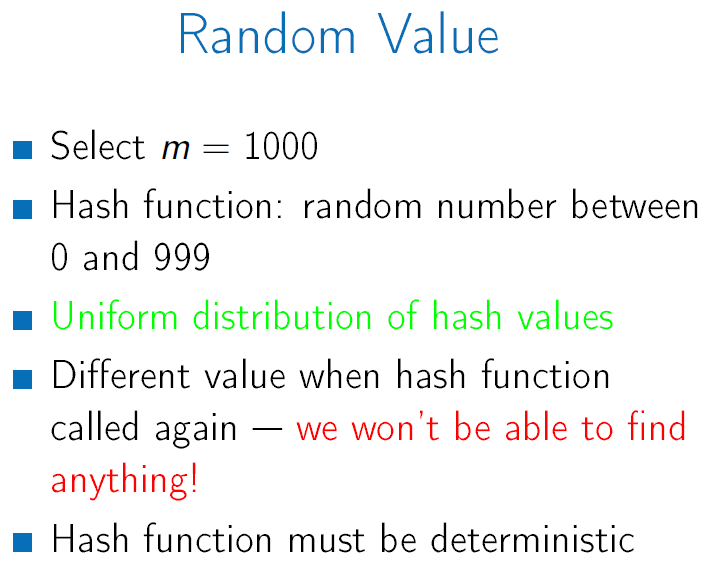 Random Value
Select m = 1000
Hash function: random number between
0 and 999
Uniform distribution of hash values
Different value when hash function
called again — we won't be able to find
anything!
Hash function must be deterministic